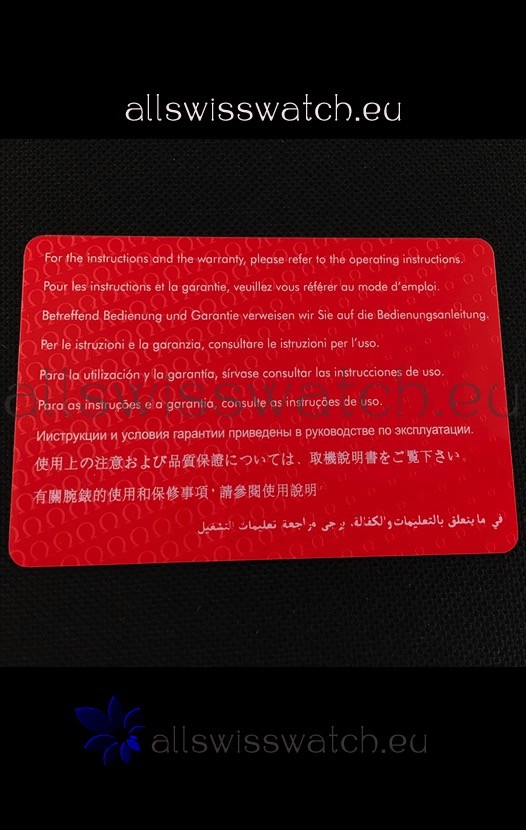 allswisswatch.eu
For the instructions and the warranty, please refer to the operating instructions.
Pour les instructions et la garantie, veuillez vous référer au mode d'emploi.
Betreffend Bedienung und Garantie verweisen wir Sie auf die Bedienungsanleitung.
Per le istruzioni e la garanzia, consultare le istruzioni per l'uso.
Para la utilización y la garantía, sírvase consultar las instrucciones de uso.
allswisswatch.eu
Para as instruções e a garantia, consulte as instruções de uso.
Инструкции и условия гарантии приведены в руководстве по эксплуатации.
使用上の注意および品質保證については、取機說明書をご覽下さい。
有關腕錶的使用和保修事項，請參閱使用說明
في ما يتعلق بالتعليمات والكفالة، يرجى مراجعة تعليمات التشغيل
allswisswatch.eu